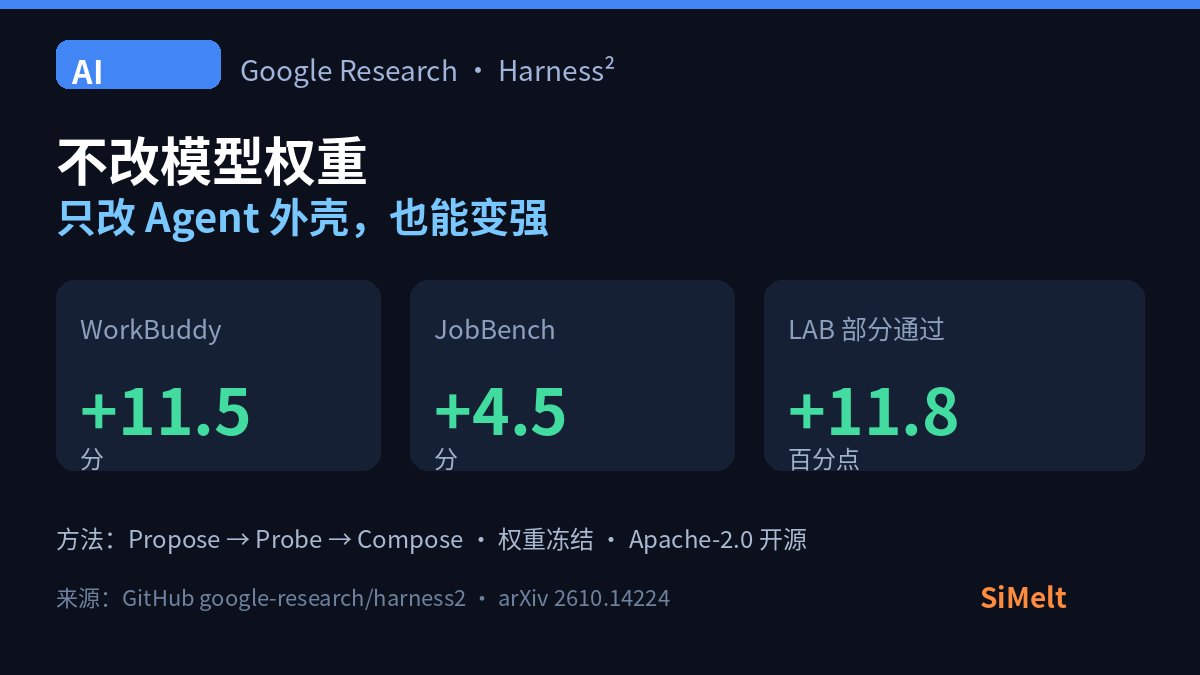 AI
Google Research · Harness²
不改模型权重
只改 Agent 外壳，也能变强
WorkBuddy
+11.5
分
JobBench
+4.5
分
LAB 部分通过
+11.8
百分点
方法：Propose → Probe → Compose · 权重冻结 · Apache-2.0 开源
来源：GitHub google-research/harness2 · arXiv 2610.14224
SiMelt